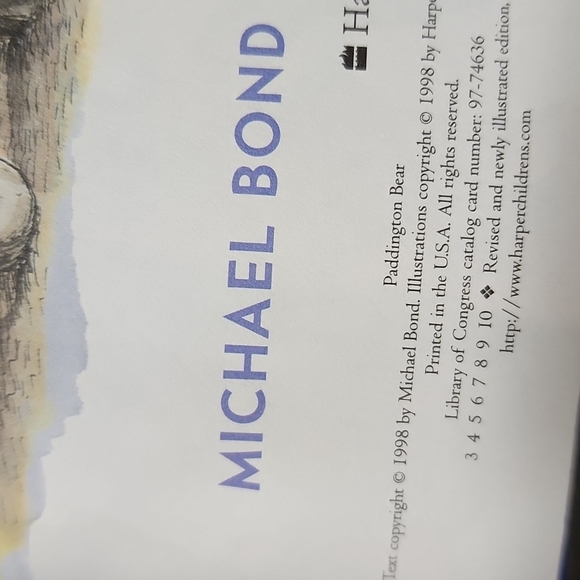 MICHAEL BOND
Ha
Paddington Bear
Text copyright © 1998 by Michael Bond. Illustrations copyright © 1998 by Harpe
Printed in the U.S.A. All rights reserved.
Library of Congress catalog card number: 97-74636
3 4 5 6 7 8 9 10 ❖ Revised and newly illustrated edition,
http://www.harperchildrens.com